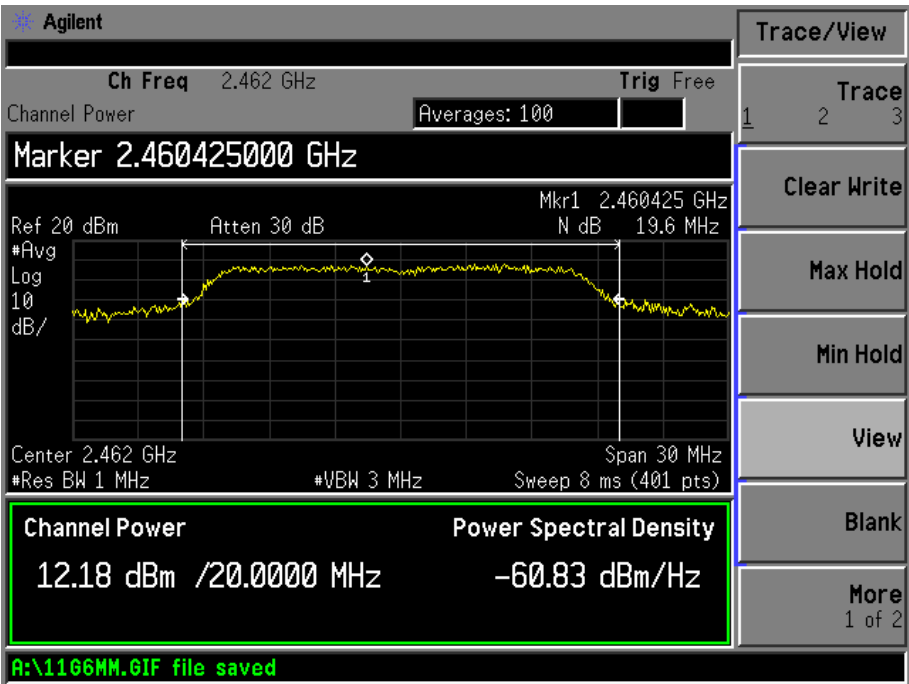 Agilent
Trace/View
Ch Freq 2.462 GHz Trig Free
Channel Power Averages: 100
Marker 2.460425000 GHz
Mkr1 2.460425 GHz
Ref 20 dBm Atten 30 dB N dB 19.6 MHz
#Avg
Log
10
dB/
1
Center 2.462 GHz Span 30 MHz
#Res BW 1 MHz #VBW 3 MHz Sweep 8 ms (401 pts)
Channel Power Power Spectral Density
12.18 dBm /20.0000 MHz -60.83 dBm/Hz
A:\11G6MM.GIF file saved
Trace
1 2 3
Clear Write
Max Hold
Min Hold
View
Blank
More
1 of 2